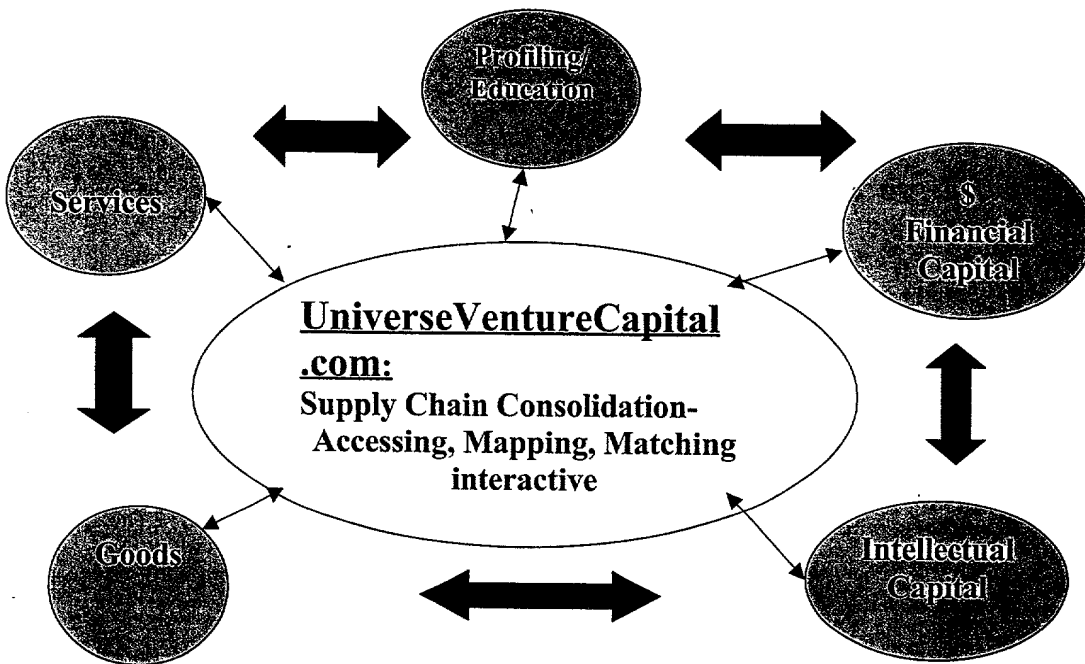 Profiling/
Education
Services
$
Financial
Capital
UniverseVentureCapital
.com:
Supply Chain Consolidation-
Accessing, Mapping, Matching
interactive
Goods
Intellectual
Capital